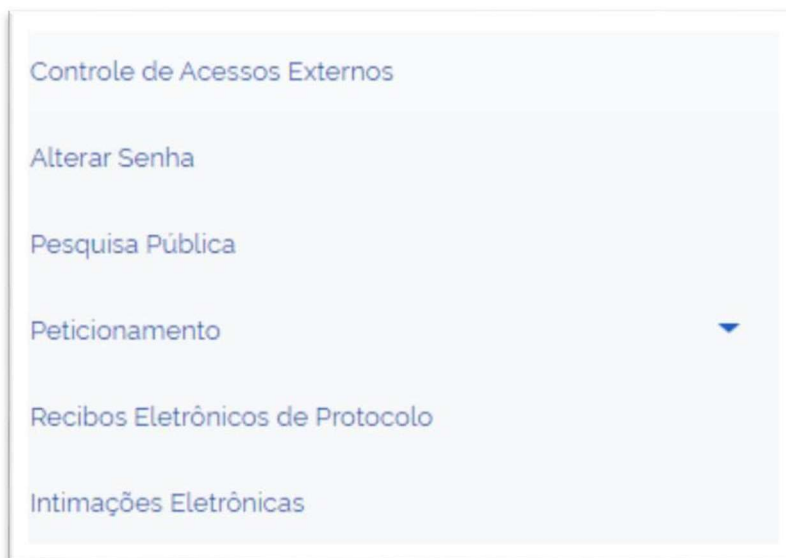 Controle de Acessos Externos
Alterar Senha
Pesquisa Pública
Peticionamento
Recibos Eletrônicos de Protocolo
Intimações Eletrônicas